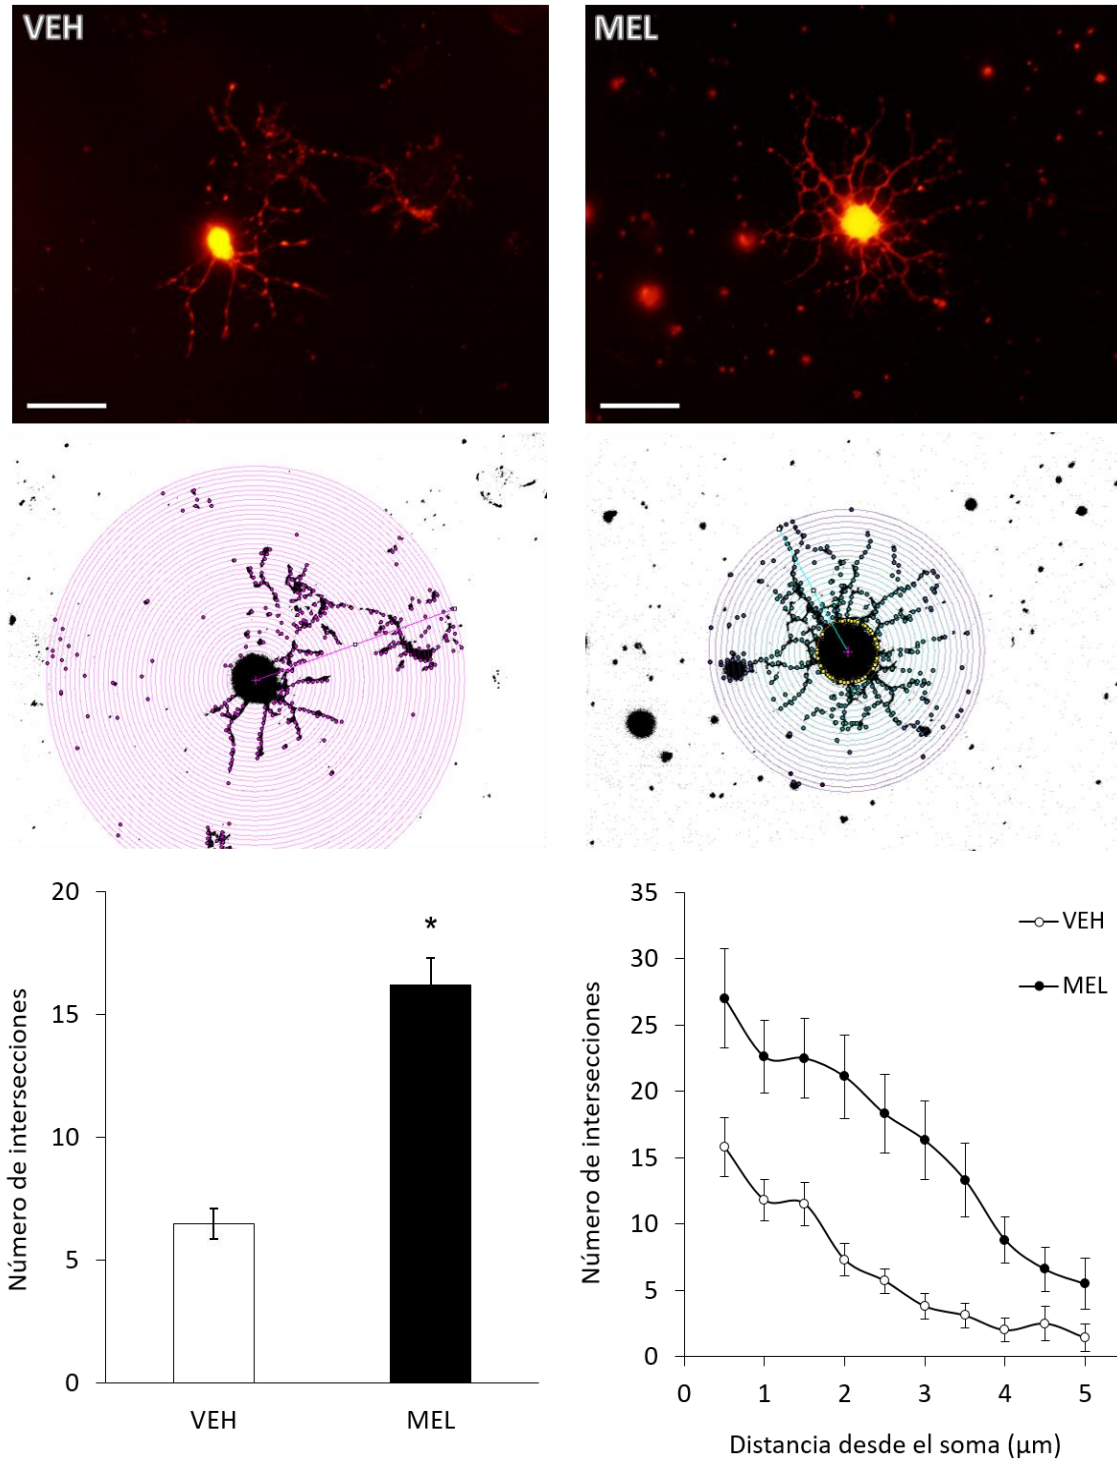 VEH
MEL
Número de intersecciones
20
15
10
5
0
*
VEH
MEL
Número de intersecciones
35
30
25
20
15
10
5
0
VEH
MEL
0 1 2 3 4 5
Distancia desde el soma (µm)